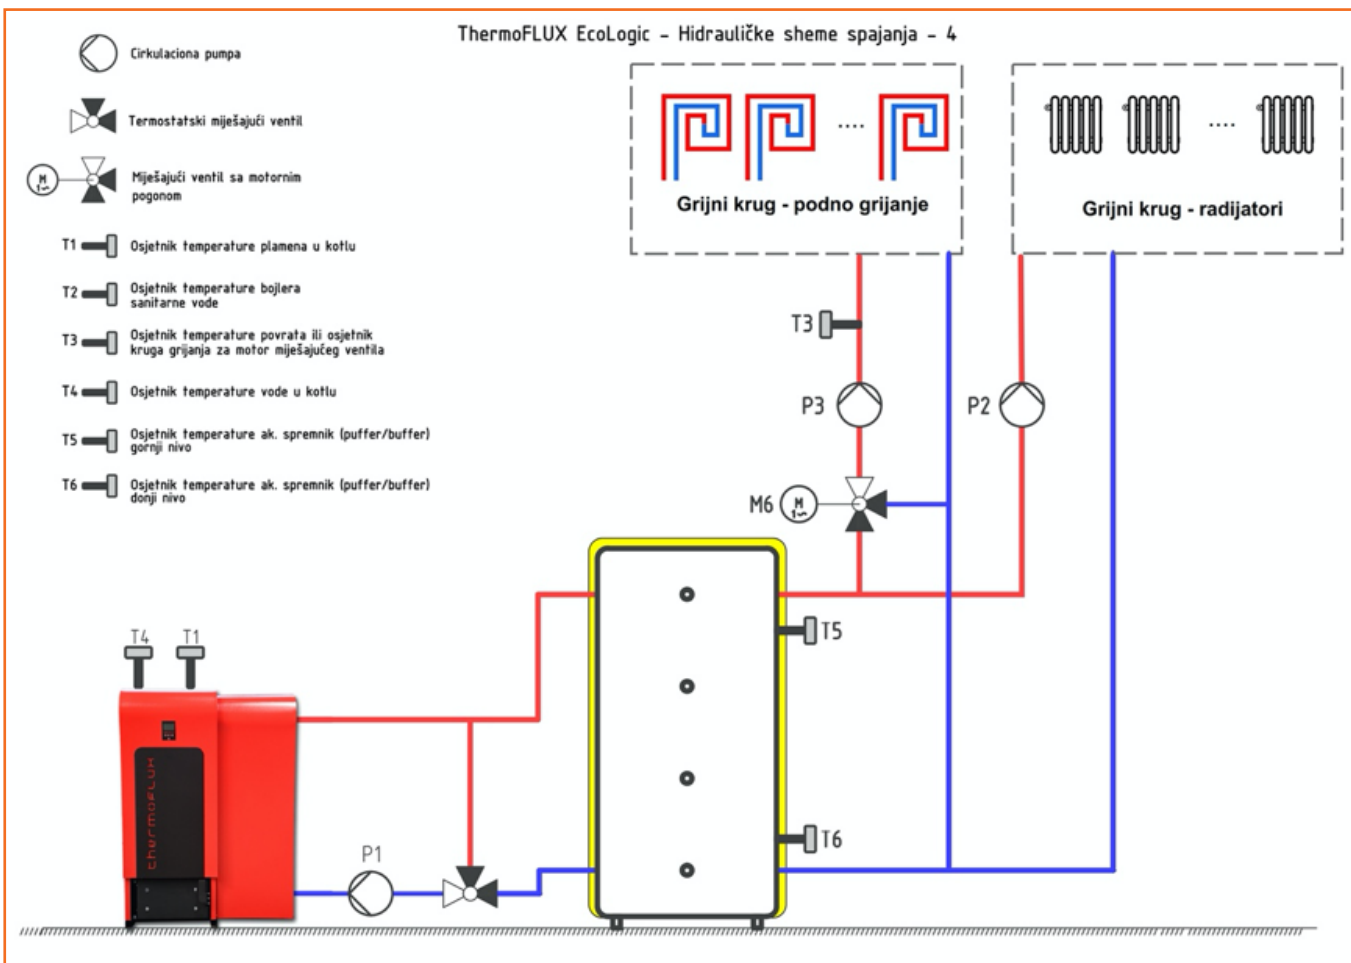 ThermoFLUX EcoLogic - Hidrauličke sheme spajanja - 4
Cirkulaciona pumpa
Termostatski miješajući ventil
M
1~
Miješajući ventil sa motornim
pogonom
T1
Osjetnik temperature plamena u kotlu
T2
Osjetnik temperature bojlera
sanitarne vode
T3
Osjetnik temperature povrata ili osjetnik
kruga grijanja za motor miješajućeg ventila
T4
Osjetnik temperature vode u kotlu
T5
Osjetnik temperature ak. spremnik (puffer/buffer)
gornji nivo
T6
Osjetnik temperature ak. spremnik (puffer/buffer)
donji nivo
....
Grijni krug - podno grijanje
....
Grijni krug - radijatori
T3
P3
P2
M6
M
1~
T5
T6
T4
T1
thermoFLUX
P1